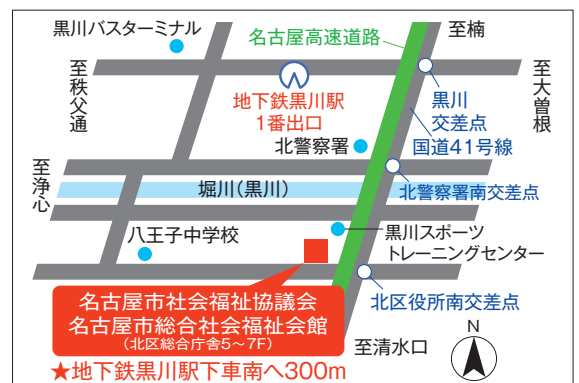 黒川バスターミナル
名古屋高速道路
至楠
至秩父通
至大曽根
地下鉄黒川駅
1番出口
黒川
交差点
北警察署
国道41号線
至浄心
堀川(黒川)
北警察署南交差点
八王子中学校
黒川スポーツ
トレーニングセンター
名古屋市社会福祉協議会
名古屋市総合社会福祉会館
(北区総合庁舎5〜7F)
北区役所南交差点
至清水口
N
★地下鉄黒川駅下車南へ300m